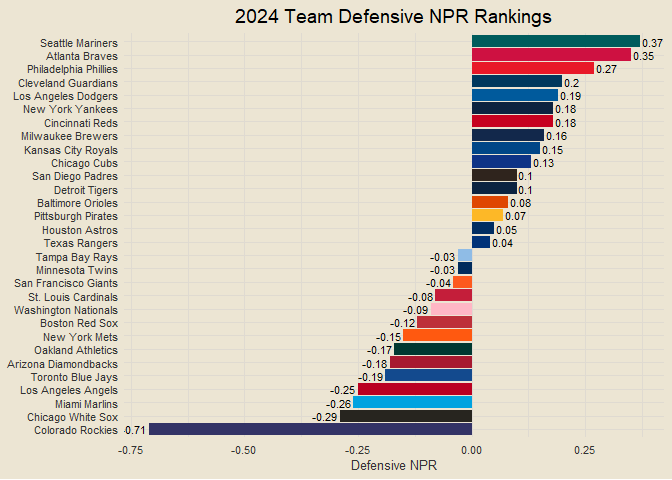 2024 Team Defensive NPR Rankings
Seattle Mariners 0.37
Atlanta Braves 0.35
Philadelphia Phillies 0.27
Cleveland Guardians 0.2
Los Angeles Dodgers 0.19
New York Yankees 0.18
Cincinnati Reds 0.18
Milwaukee Brewers 0.16
Kansas City Royals 0.15
Chicago Cubs 0.13
San Diego Padres 0.1
Detroit Tigers 0.1
Baltimore Orioles 0.08
Pittsburgh Pirates 0.07
Houston Astros 0.05
Texas Rangers 0.04
Tampa Bay Rays -0.03
Minnesota Twins -0.03
San Francisco Giants -0.04
St. Louis Cardinals -0.08
Washington Nationals -0.09
Boston Red Sox -0.12
New York Mets -0.15
Oakland Athletics -0.17
Arizona Diamondbacks -0.18
Toronto Blue Jays -0.19
Los Angeles Angels -0.25
Miami Marlins -0.26
Chicago White Sox -0.29
Colorado Rockies -0.71
-0.75 -0.50 -0.25 0.00 0.25
Defensive NPR